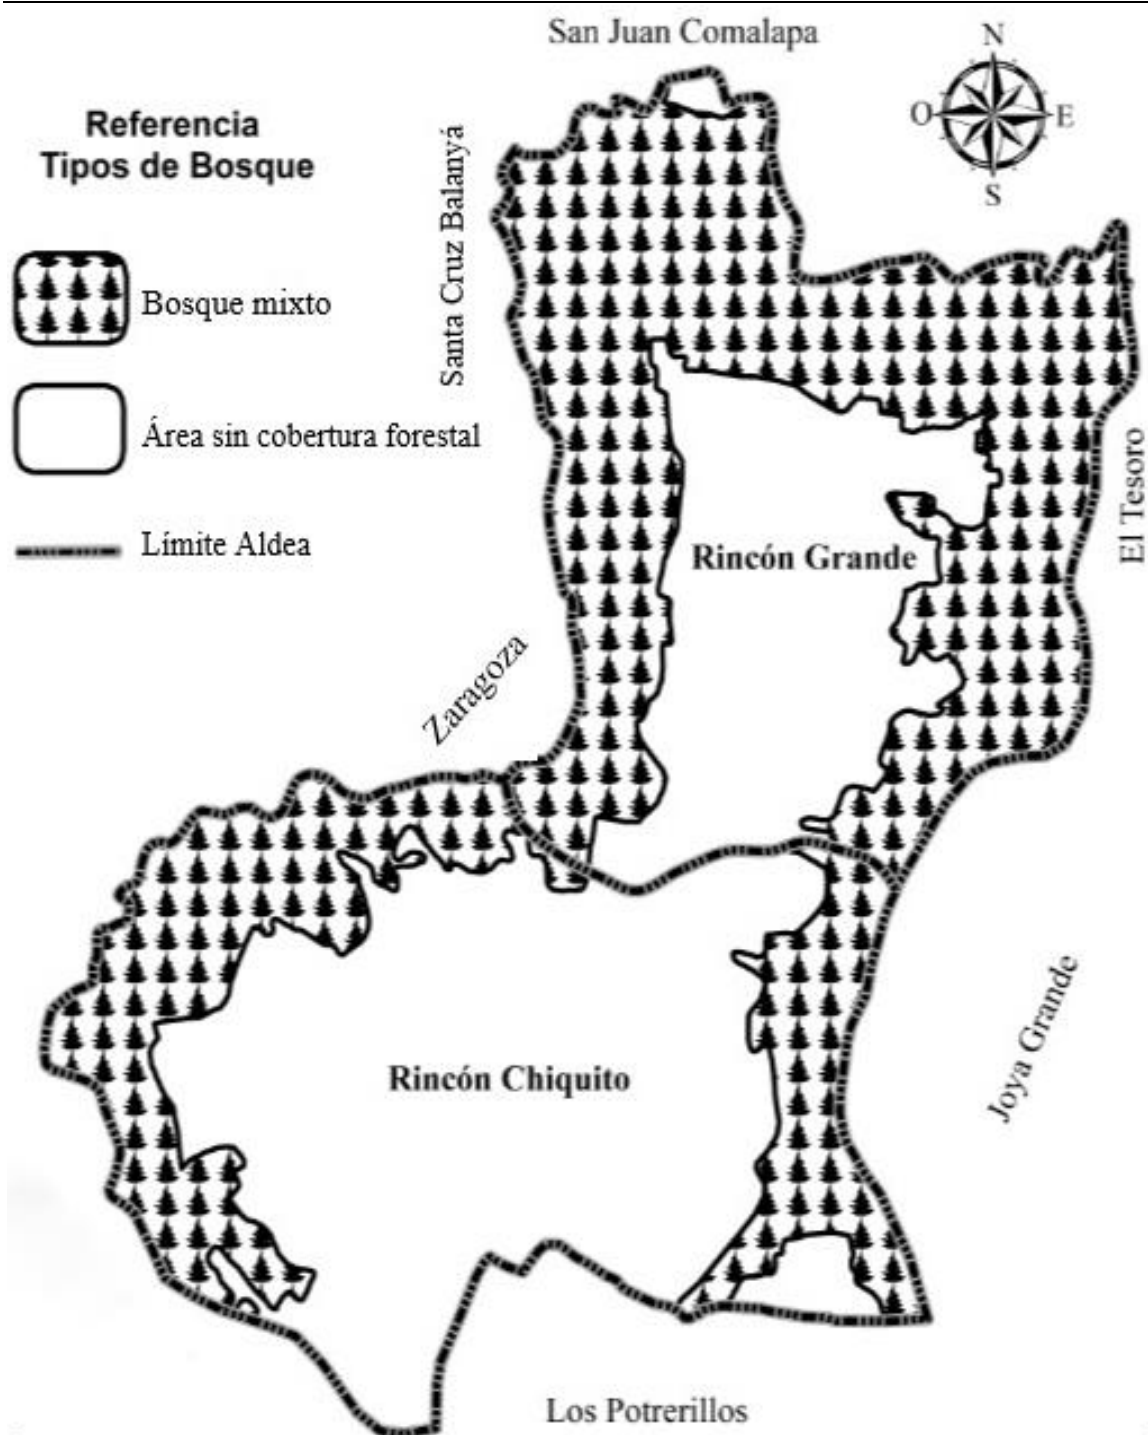 San Juan Comalapa
N
O
E
S
Referencia
Tipos de Bosque
Santa Cruz Balanyá
Bosque mixto
Área sin cobertura forestal
Límite Aldea
El Tesoro
Rincón Grande
Zaragoza
Joya Grande
Rincón Chiquito
Los Potrerillos